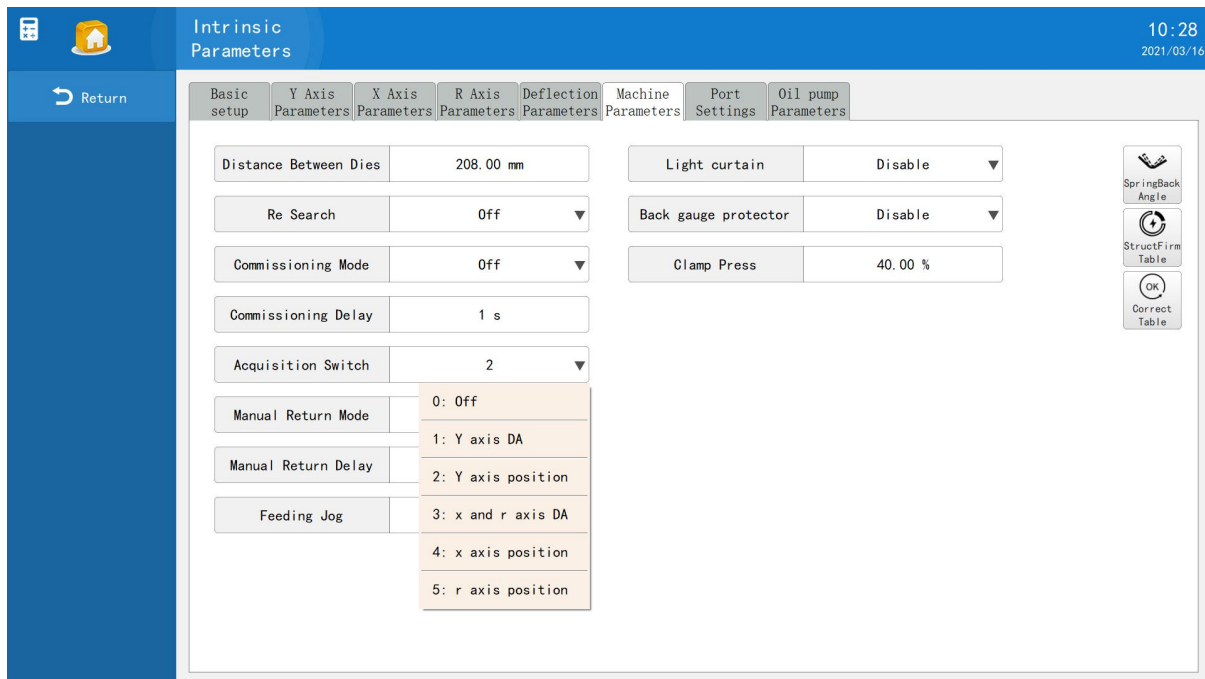 Intrinsic
Parameters
10:28
2021/03/16
Return
Basic
setup
Y Axis
Parameters
X Axis
Parameters
R Axis
Parameters
Deflection
Parameters
Machine
Parameters
Port
Settings
Oil pump
Parameters
Distance Between Dies
208.00 mm
Re Search
Off
Commissioning Mode
Off
Commissioning Delay
1 s
Acquisition Switch
2
0: Off
1: Y axis DA
2: Y axis position
3: x and r axis DA
4: x axis position
5: r axis position
Manual Return Mode
Manual Return Delay
Feeding Jog
Light curtain
Disable
Back gauge protector
Disable
Clamp Press
40.00 %
SpringBack
Angle
StructFirm
Table
OK
Correct
Table